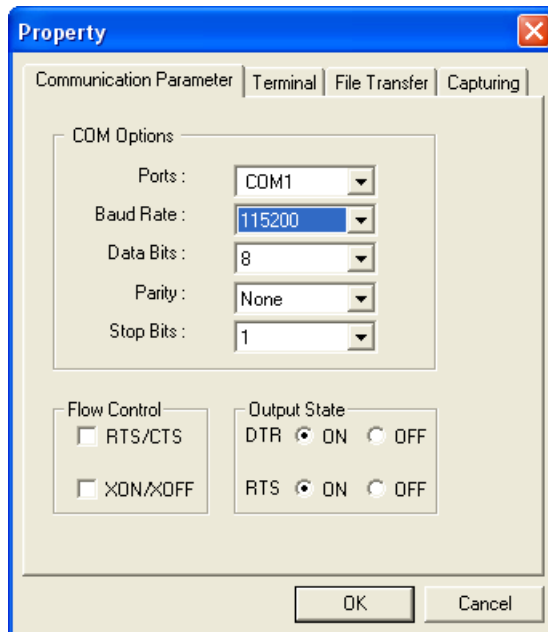 Property
Communication Parameter Terminal File Transfer Capturing
COM Options
Ports : COM1
Baud Rate : 115200
Data Bits : 8
Parity : None
Stop Bits : 1
Flow Control
RTS/CTS
XON/XOFF
Output State
DTR ON OFF
RTS ON OFF
OK Cancel